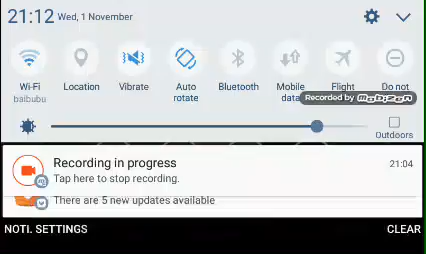 21:12 Wed, 1 November
Wi-Fi
baibubu
Location
Vibrate
Auto
rotate
Bluetooth
Mobile
data
Flight
Do not
Recorded by mobizen
Outdoors
Recording in progress
21:04
Tap here to stop recording.
There are 5 new updates available
NOTI. SETTINGS
CLEAR